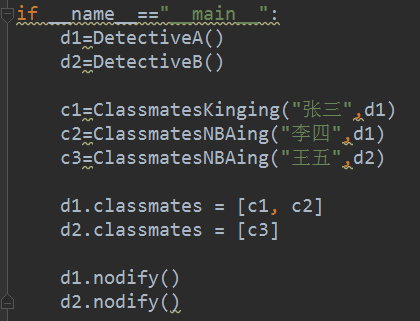 if __name__=="__main__":
d1=DetectiveA()
d2=DetectiveB()
c1=ClassmatesKinging("张三",d1)
c2=ClassmatesNBAing("李四",d1)
c3=ClassmatesNBAing("王五",d2)
d1.classmates = [c1, c2]
d2.classmates = [c3]
d1.nodify()
d2.nodify()